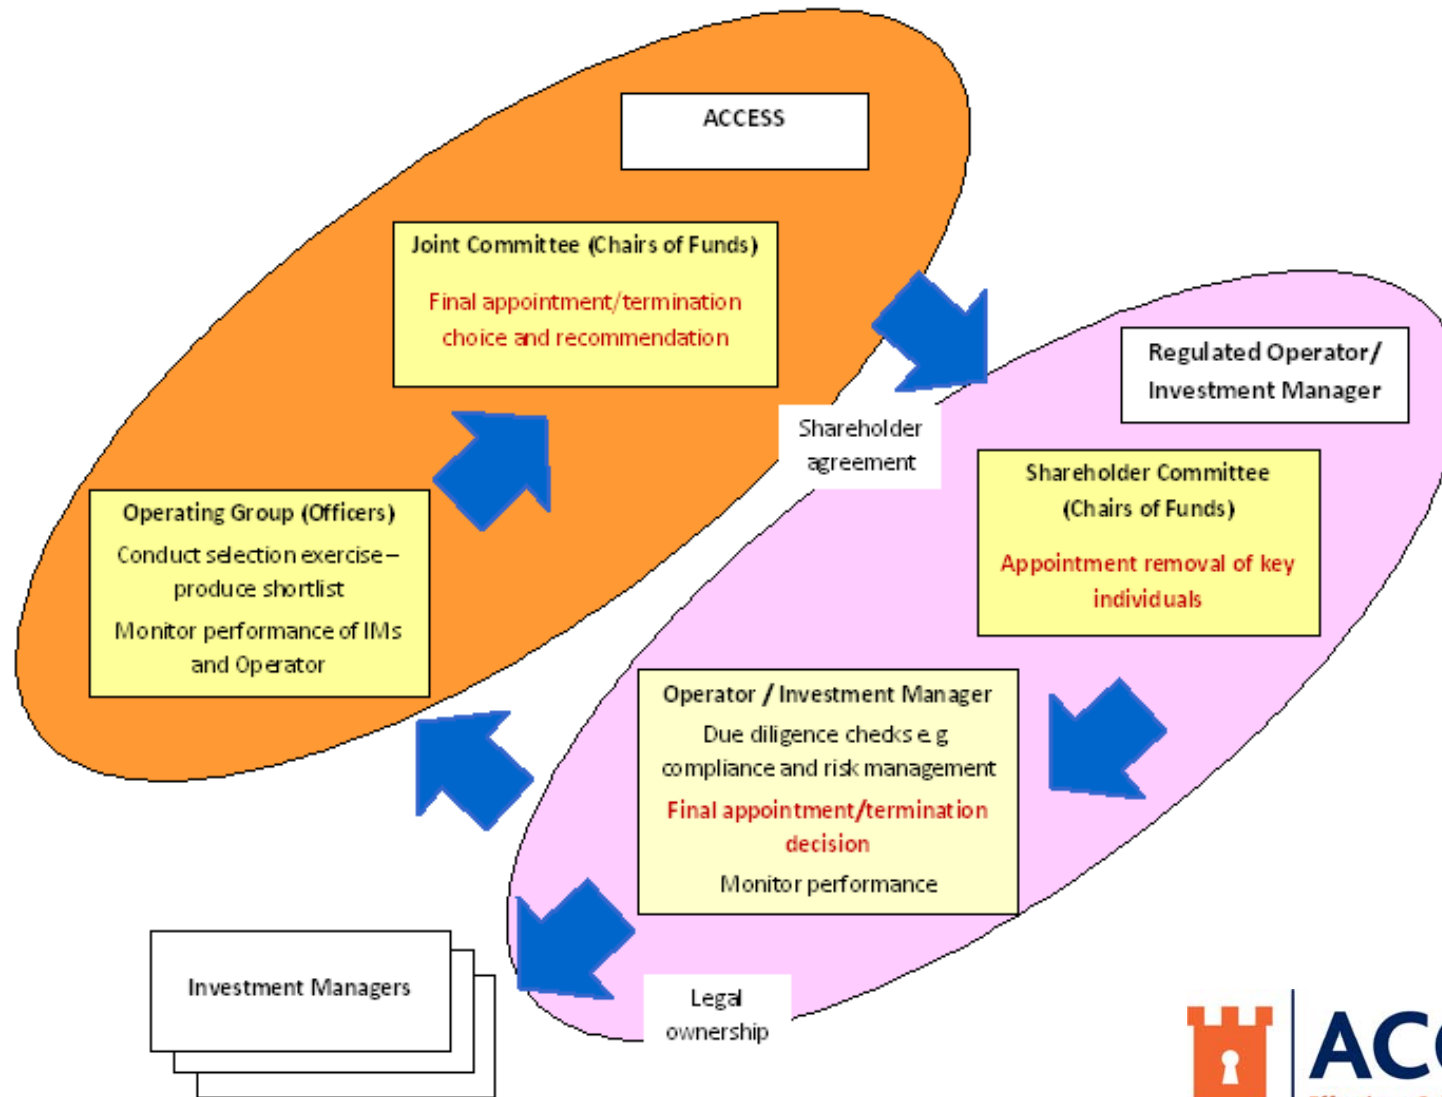 ACCESS
Joint Committee (Chairs of Funds)
Final appointment/termination
choice and recommendation
Regulated Operator/
Investment Manager
Shareholder
agreement
Shareholder Committee
(Chairs of Funds)
Appointment removal of key
individuals
Operating Group (Officers)
Conduct selection exercise –
produce shortlist
Monitor performance of IMs
and Operator
Operator / Investment Manager
Due diligence checks e.g
compliance and risk management
Final appointment/termination
decision
Monitor performance
Investment Managers
Legal
ownership